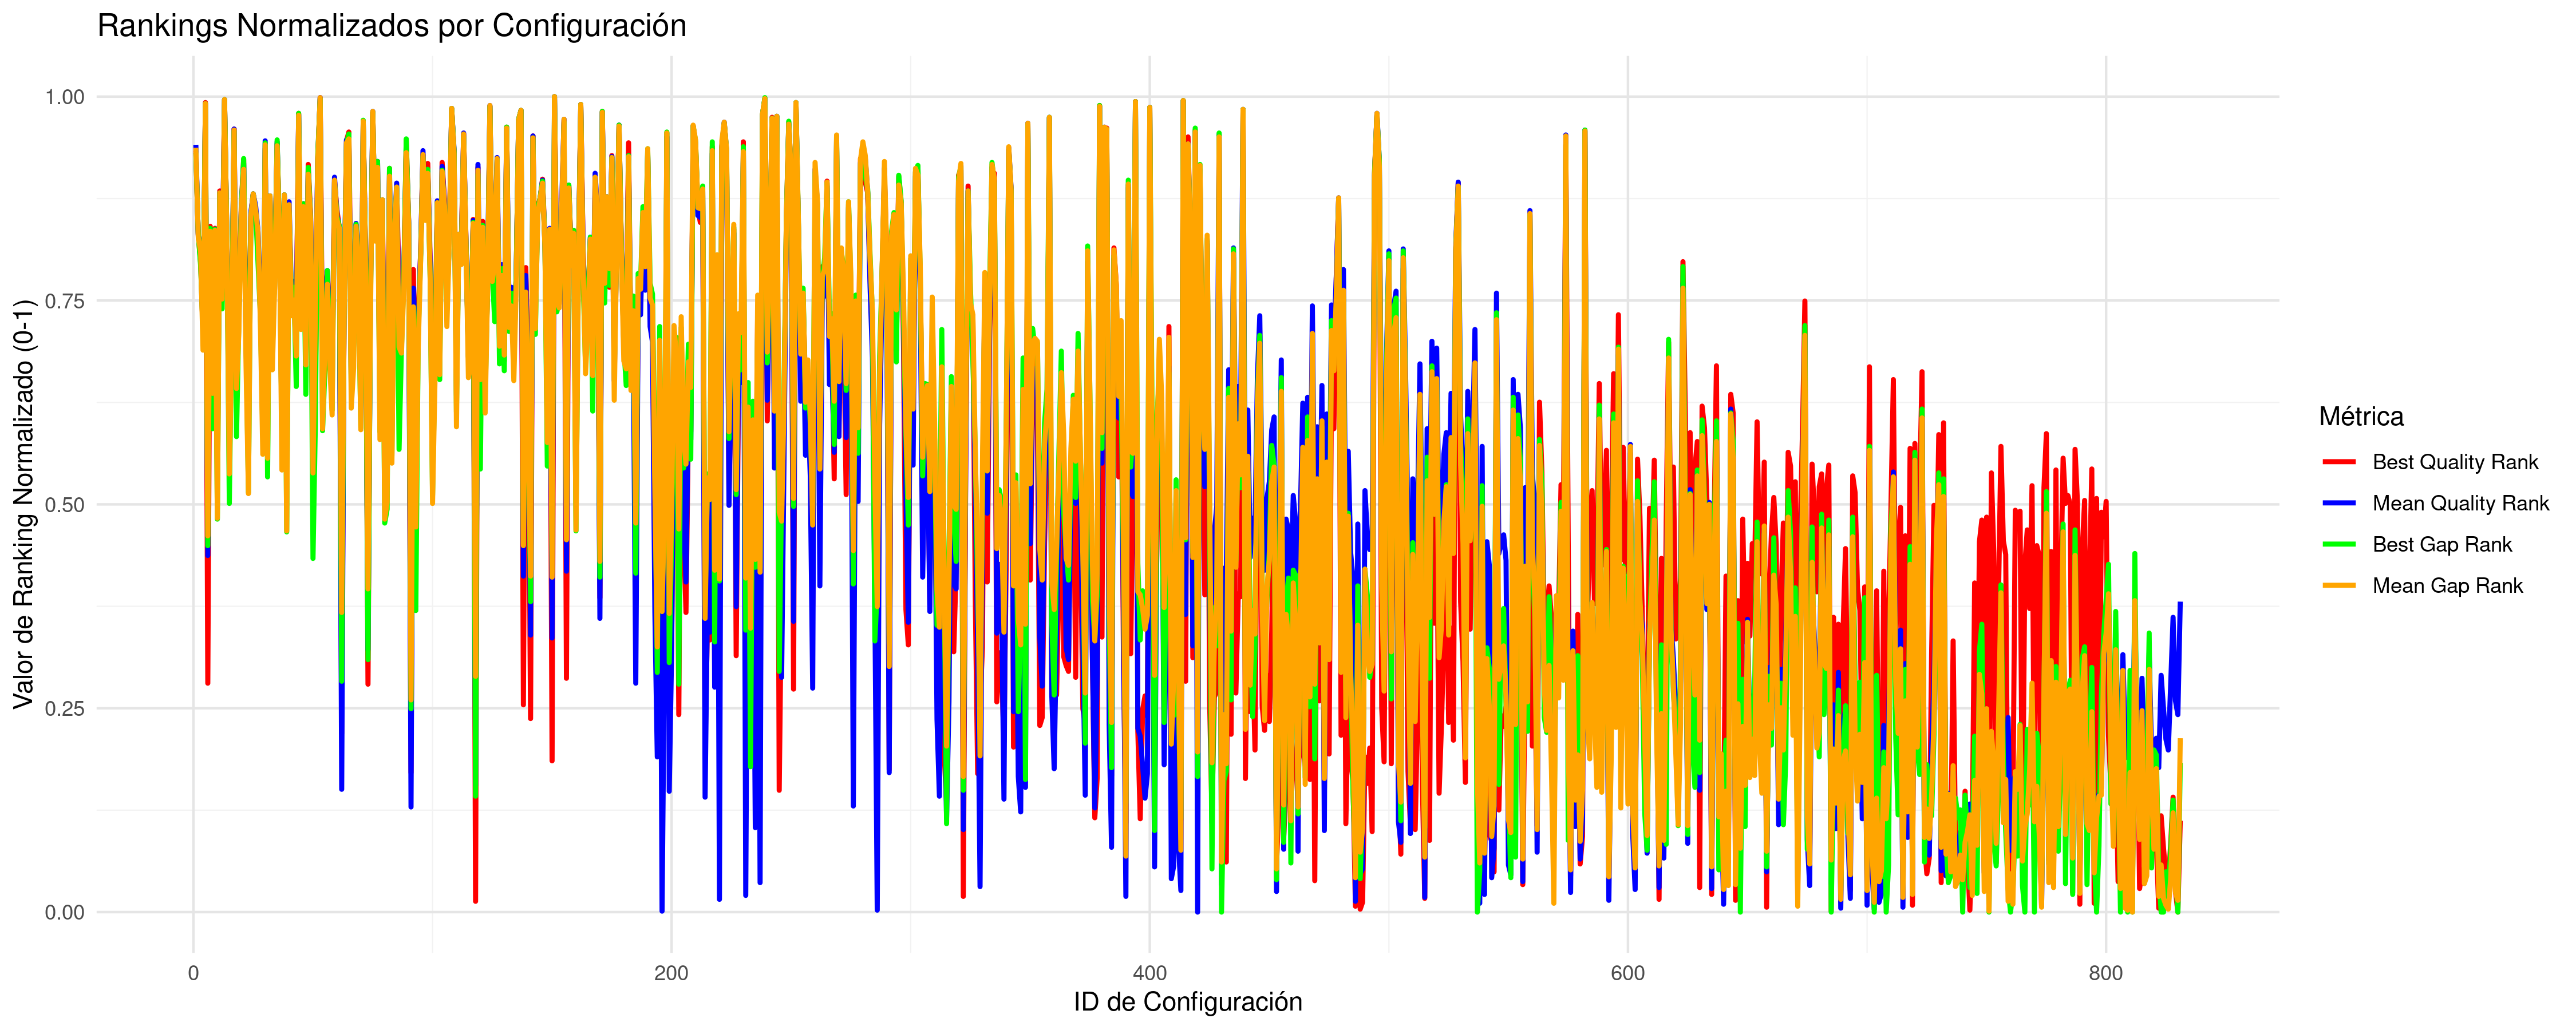 Rankings Normalizados por Configuración
Valor de Ranking Normalizado (0-1)
1.00
0.75
0.50
0.25
0.00
0
200
400
600
800
ID de Configuración
Métrica
Best Quality Rank
Mean Quality Rank
Best Gap Rank
Mean Gap Rank